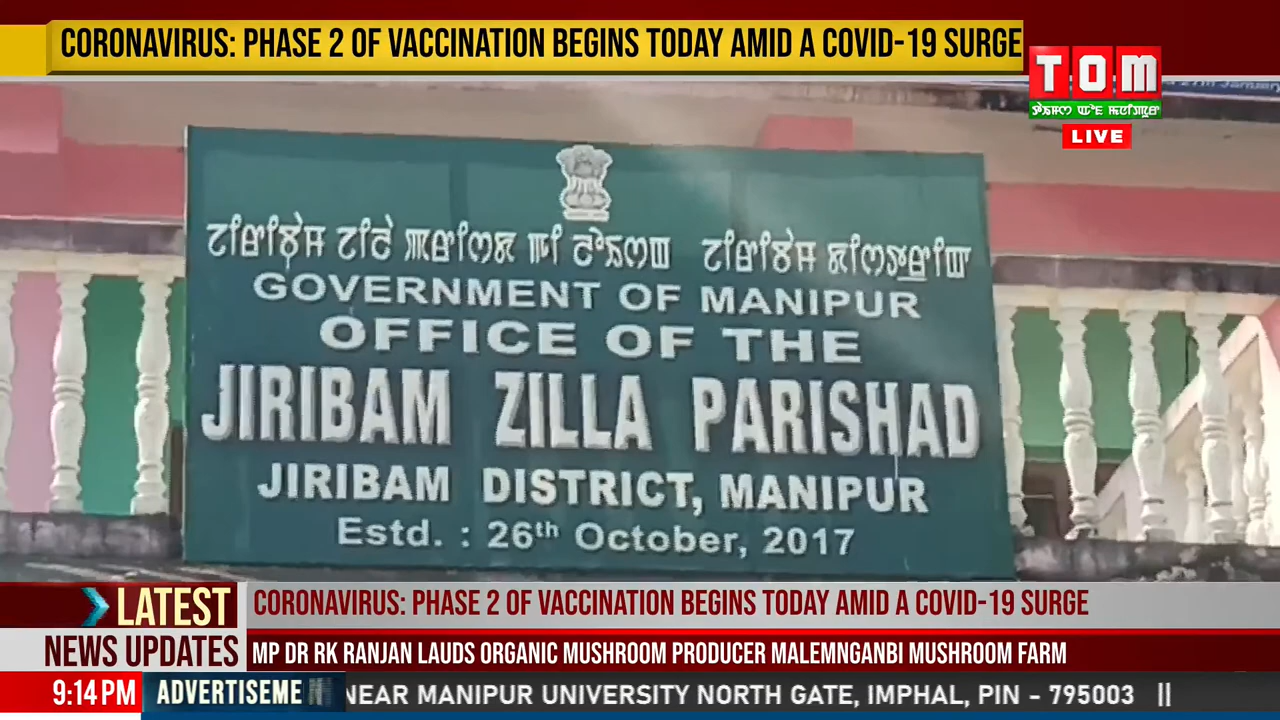 CORONAVIRUS: PHASE 2 OF VACCINATION BEGINS TODAY AMID A COVID-19 SURGE
TOM
LIVE
GOVERNMENT OF MANIPUR
OFFICE OF THE
JIRIBAM ZILLA PARISHAD
JIRIBAM DISTRICT, MANIPUR
Estd. : 26th October, 2017
LATEST
NEWS UPDATES
CORONAVIRUS: PHASE 2 OF VACCINATION BEGINS TODAY AMID A COVID-19 SURGE
MP DR RK RANJAN LAUDS ORGANIC MUSHROOM PRODUCER MALEMNGANBI MUSHROOM FARM
9:14 PM ADVERTISEME NEAR MANIPUR UNIVERSITY NORTH GATE, IMPHAL, PIN - 795003 ||